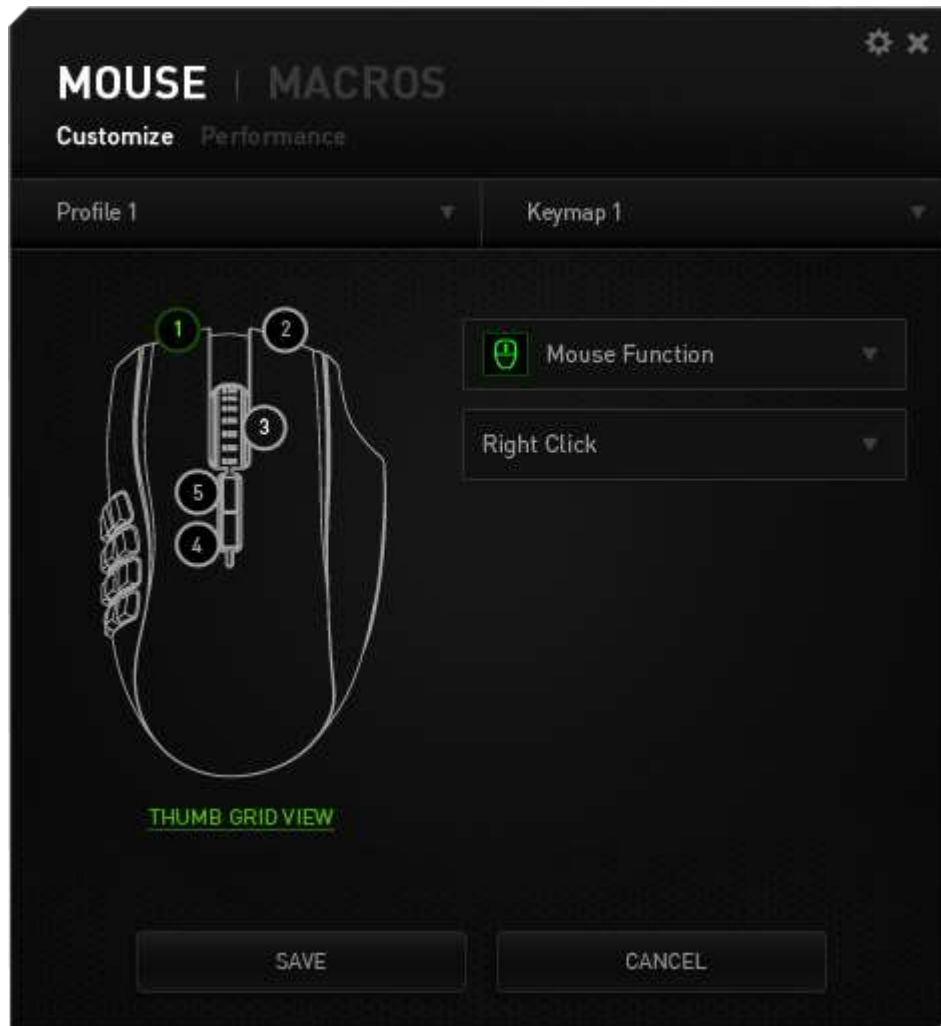 MOUSE | MACROS
Customize Performance
Profile 1 Keymap 1
1 2
Mouse Function
3
Right Click
5
4
THUMB GRID VIEW
SAVE CANCEL